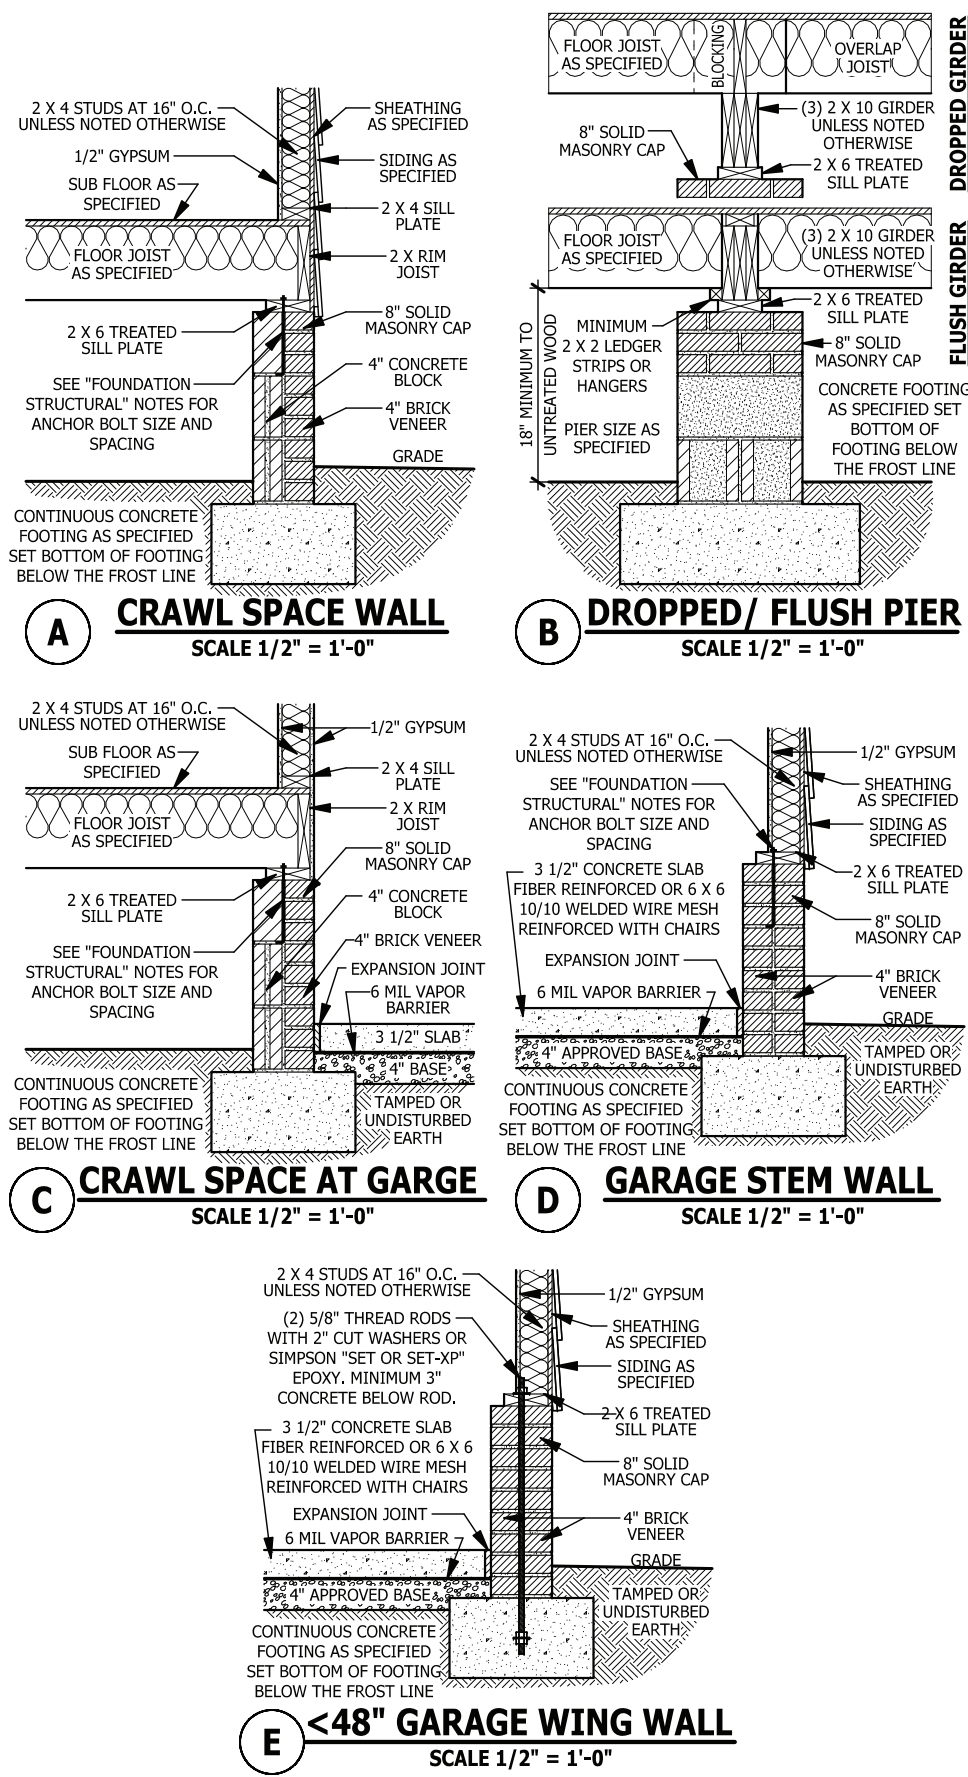 2 X 4 STUDS AT 16" O.C.
UNLESS NOTED OTHERWISE
1/2" GYPSUM
SUB FLOOR AS
SPECIFIED
FLOOR JOIST
AS SPECIFIED
2 X 6 TREATED
SILL PLATE
SEE "FOUNDATION
STRUCTURAL" NOTES FOR
ANCHOR BOLT SIZE AND
SPACING
CONTINUOUS CONCRETE
FOOTING AS SPECIFIED
SET BOTTOM OF FOOTING
BELOW THE FROST LINE
SHEATHING
AS SPECIFIED
SIDING AS
SPECIFIED
2 X 4 SILL
PLATE
2 X RIM
JOIST
8" SOLID
MASONRY CAP
4" CONCRETE
BLOCK
4" BRICK
VENEER
GRADE
A
CRAWL SPACE WALL
SCALE 1/2" = 1'-0"
FLOOR JOIST
AS SPECIFIED
BLOCKING
OVERLAP
JOIST
8" SOLID
MASONRY CAP
(3) 2 X 10 GIRDER
UNLESS NOTED
OTHERWISE
2 X 6 TREATED
SILL PLATE
DROPPED GIRDER
FLOOR JOIST
AS SPECIFIED
(3) 2 X 10 GIRDER
UNLESS NOTED
OTHERWISE
2 X 6 TREATED
SILL PLATE
FLUSH GIRDER
18" MINIMUM TO
UNTREATED WOOD
MINIMUM
2 X 2 LEDGER
STRIPS OR
HANGERS
PIER SIZE AS
SPECIFIED
8" SOLID
MASONRY CAP
CONCRETE FOOTING
AS SPECIFIED SET
BOTTOM OF
FOOTING BELOW
THE FROST LINE
B
DROPPED/ FLUSH PIER
SCALE 1/2" = 1'-0"
2 X 4 STUDS AT 16" O.C.
UNLESS NOTED OTHERWISE
SUB FLOOR AS
SPECIFIED
FLOOR JOIST
AS SPECIFIED
2 X 6 TREATED
SILL PLATE
SEE "FOUNDATION
STRUCTURAL" NOTES FOR
ANCHOR BOLT SIZE AND
SPACING
CONTINUOUS CONCRETE
FOOTING AS SPECIFIED
SET BOTTOM OF FOOTING
BELOW THE FROST LINE
1/2" GYPSUM
2 X 4 SILL
PLATE
2 X RIM
JOIST
8" SOLID
MASONRY CAP
4" CONCRETE
BLOCK
4" BRICK VENEER
EXPANSION JOINT
6 MIL VAPOR
BARRIER
3 1/2" SLAB
4" BASE
TAMPED OR
UNDISTURBED
EARTH
C
CRAWL SPACE AT GARGE
SCALE 1/2" = 1'-0"
2 X 4 STUDS AT 16" O.C.
UNLESS NOTED OTHERWISE
SEE "FOUNDATION
STRUCTURAL" NOTES FOR
ANCHOR BOLT SIZE AND
SPACING
3 1/2" CONCRETE SLAB
FIBER REINFORCED OR 6 X 6
10/10 WELDED WIRE MESH
REINFORCED WITH CHAIRS
EXPANSION JOINT
6 MIL VAPOR BARRIER
4" APPROVED BASE
CONTINUOUS CONCRETE
FOOTING AS SPECIFIED
SET BOTTOM OF FOOTING
BELOW THE FROST LINE
1/2" GYPSUM
SHEATHING
AS SPECIFIED
SIDING AS
SPECIFIED
2 X 6 TREATED
SILL PLATE
8" SOLID
MASONRY CAP
4" BRICK
VENEER
GRADE
TAMPED OR
UNDISTURBED
EARTH
D
GARAGE STEM WALL
SCALE 1/2" = 1'-0"
2 X 4 STUDS AT 16" O.C.
UNLESS NOTED OTHERWISE
(2) 5/8" THREAD RODS
WITH 2" CUT WASHERS OR
SIMPSON "SET OR SET-XP"
EPOXY. MINIMUM 3"
CONCRETE BELOW ROD.
3 1/2" CONCRETE SLAB
FIBER REINFORCED OR 6 X 6
10/10 WELDED WIRE MESH
REINFORCED WITH CHAIRS
EXPANSION JOINT
6 MIL VAPOR BARRIER
4" APPROVED BASE
CONTINUOUS CONCRETE
FOOTING AS SPECIFIED
SET BOTTOM OF FOOTING
BELOW THE FROST LINE
1/2" GYPSUM
SHEATHING
AS SPECIFIED
SIDING AS
SPECIFIED
2 X 6 TREATED
SILL PLATE
8" SOLID
MASONRY CAP
4" BRICK
VENEER
GRADE
TAMPED OR
UNDISTURBED
EARTH
E
<48" GARAGE WING WALL
SCALE 1/2" = 1'-0"